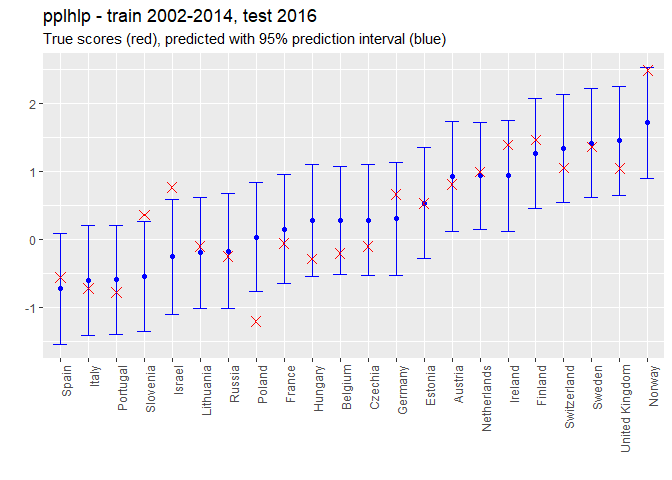 pplhlp - train 2002-2014, test 2016
True scores (red), predicted with 95% prediction interval (blue)
2
1
0
-1
Spain
Italy
Portugal
Slovenia
Israel
Lithuania
Russia
Poland
France
Hungary
Belgium
Czechia
Germany
Estonia
Austria
Netherlands
Ireland
Finland
Switzerland
Sweden
United Kingdom
Norway